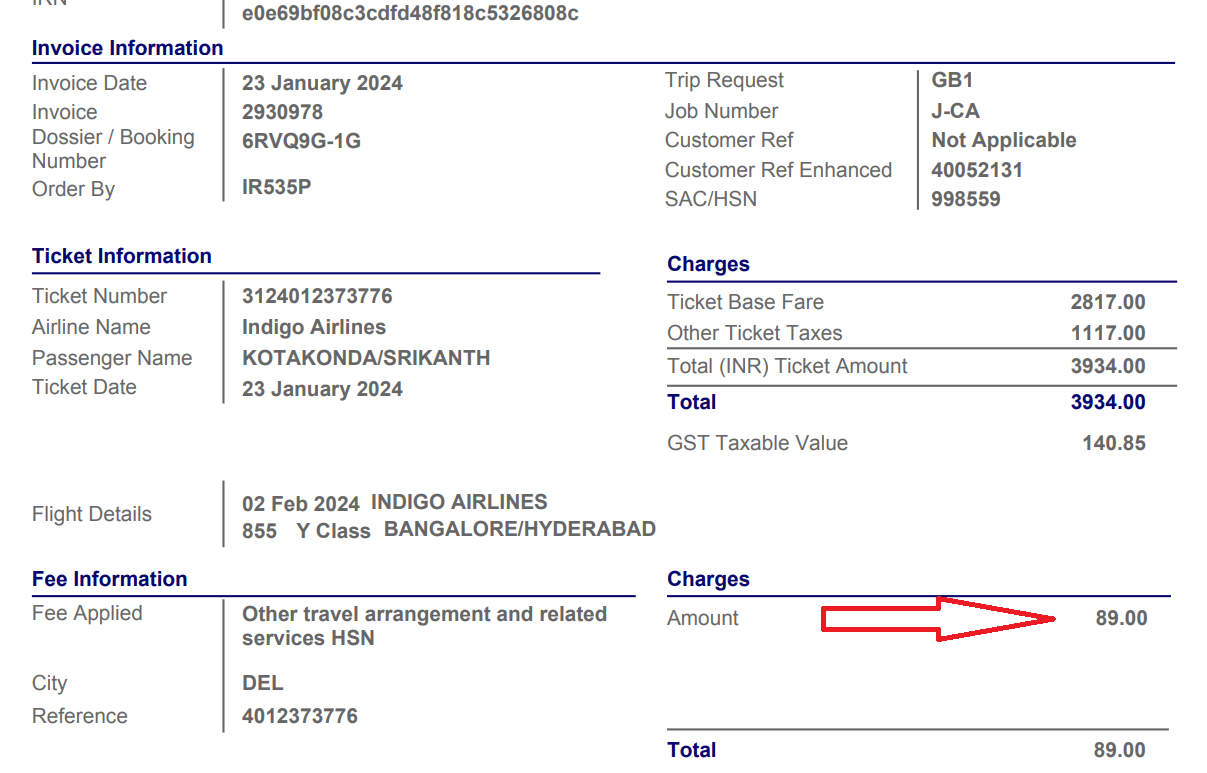 e0e69bf08c3cdfd48f818c5326808c
Invoice Information
Invoice Date 23 January 2024
Invoice 2930978
Dossier / Booking Number 6RVQ9G-1G
Order By IR535P
Trip Request GB1
Job Number J-CA
Customer Ref Not Applicable
Customer Ref Enhanced 40052131
SAC/HSN 998559
Ticket Information
Ticket Number 3124012373776
Airline Name Indigo Airlines
Passenger Name KOTAKONDA/SRIKANTH
Ticket Date 23 January 2024
Charges
Ticket Base Fare 2817.00
Other Ticket Taxes 1117.00
Total (INR) Ticket Amount 3934.00
Total 3934.00
GST Taxable Value 140.85
Flight Details 02 Feb 2024 INDIGO AIRLINES
855 Y Class BANGALORE/HYDERABAD
Fee Information
Fee Applied Other travel arrangement and related
services HSN
City DEL
Reference 4012373776
Charges
Amount 89.00
Total 89.00